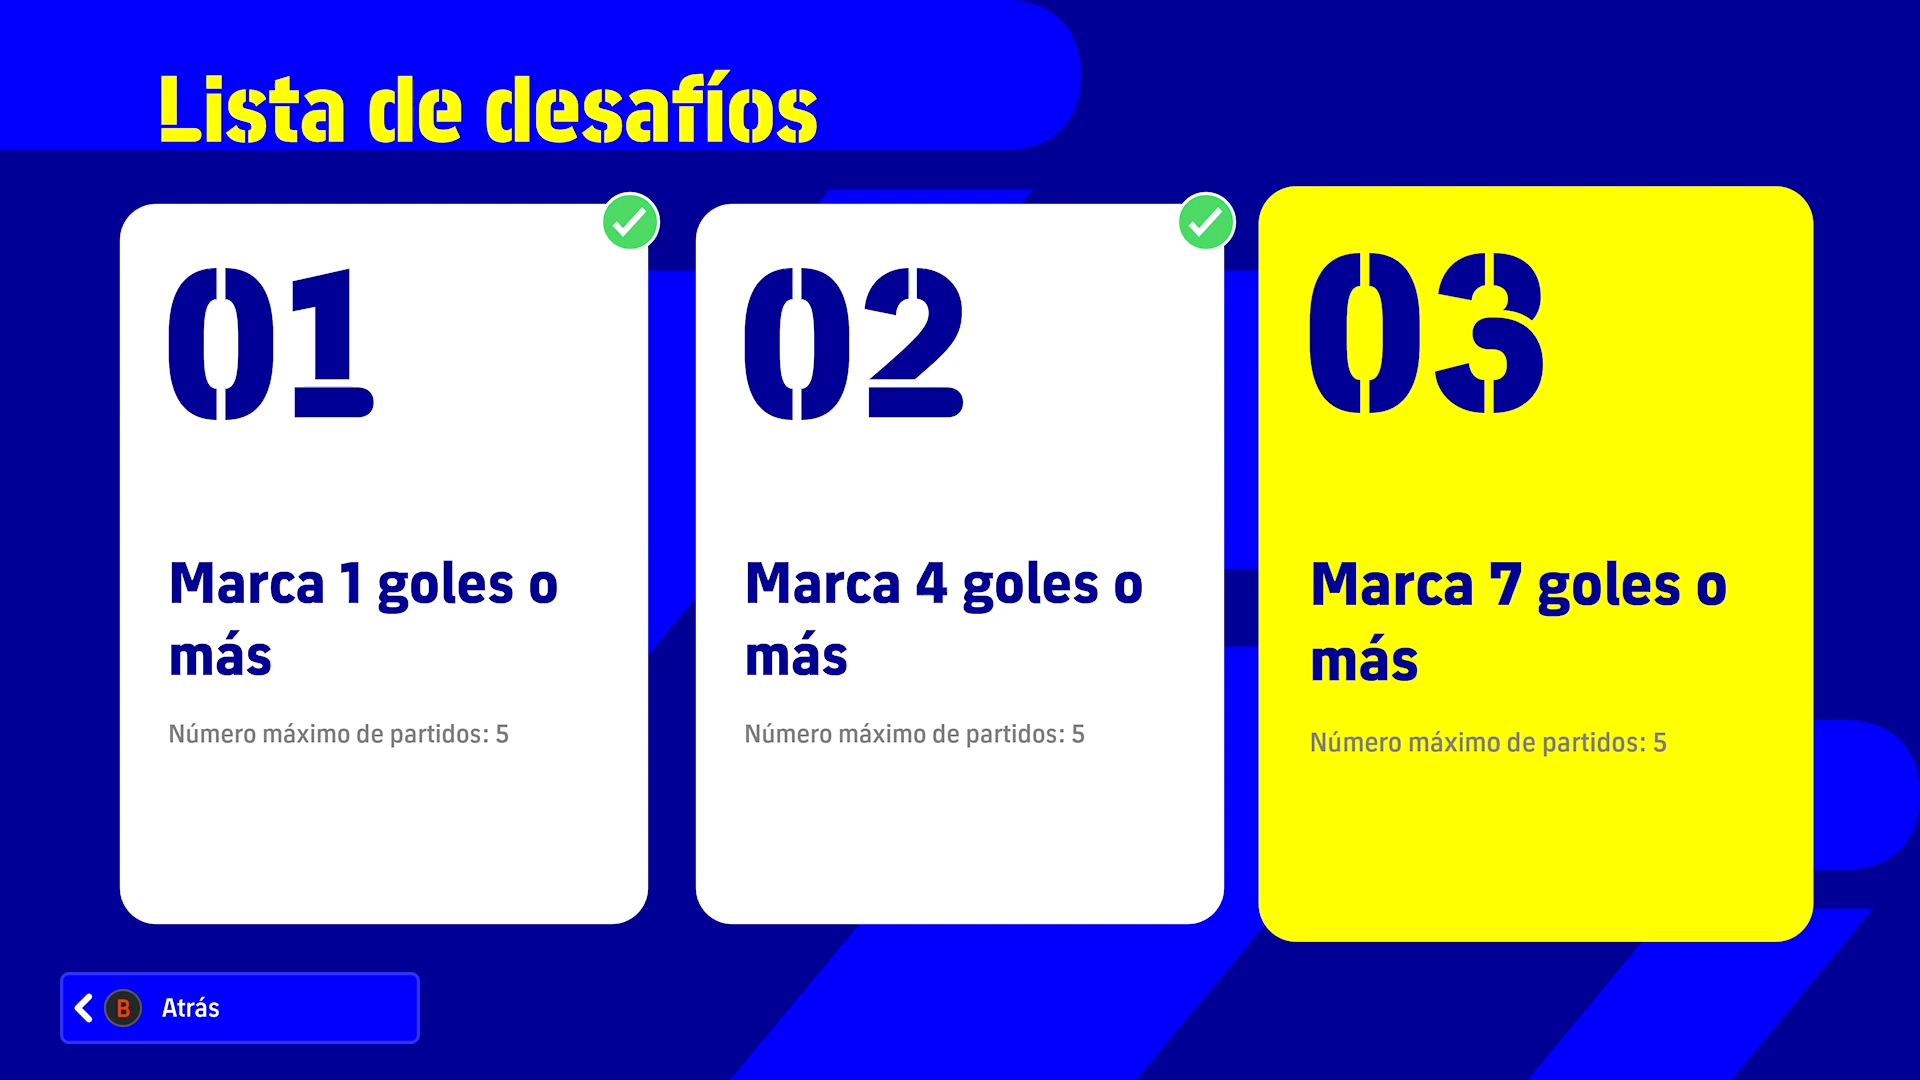 Lista de desafíos
01
Marca 1 goles o
más
Número máximo de partidos: 5
02
Marca 4 goles o
más
Número máximo de partidos: 5
03
Marca 7 goles o
más
Número máximo de partidos: 5
B Atrás